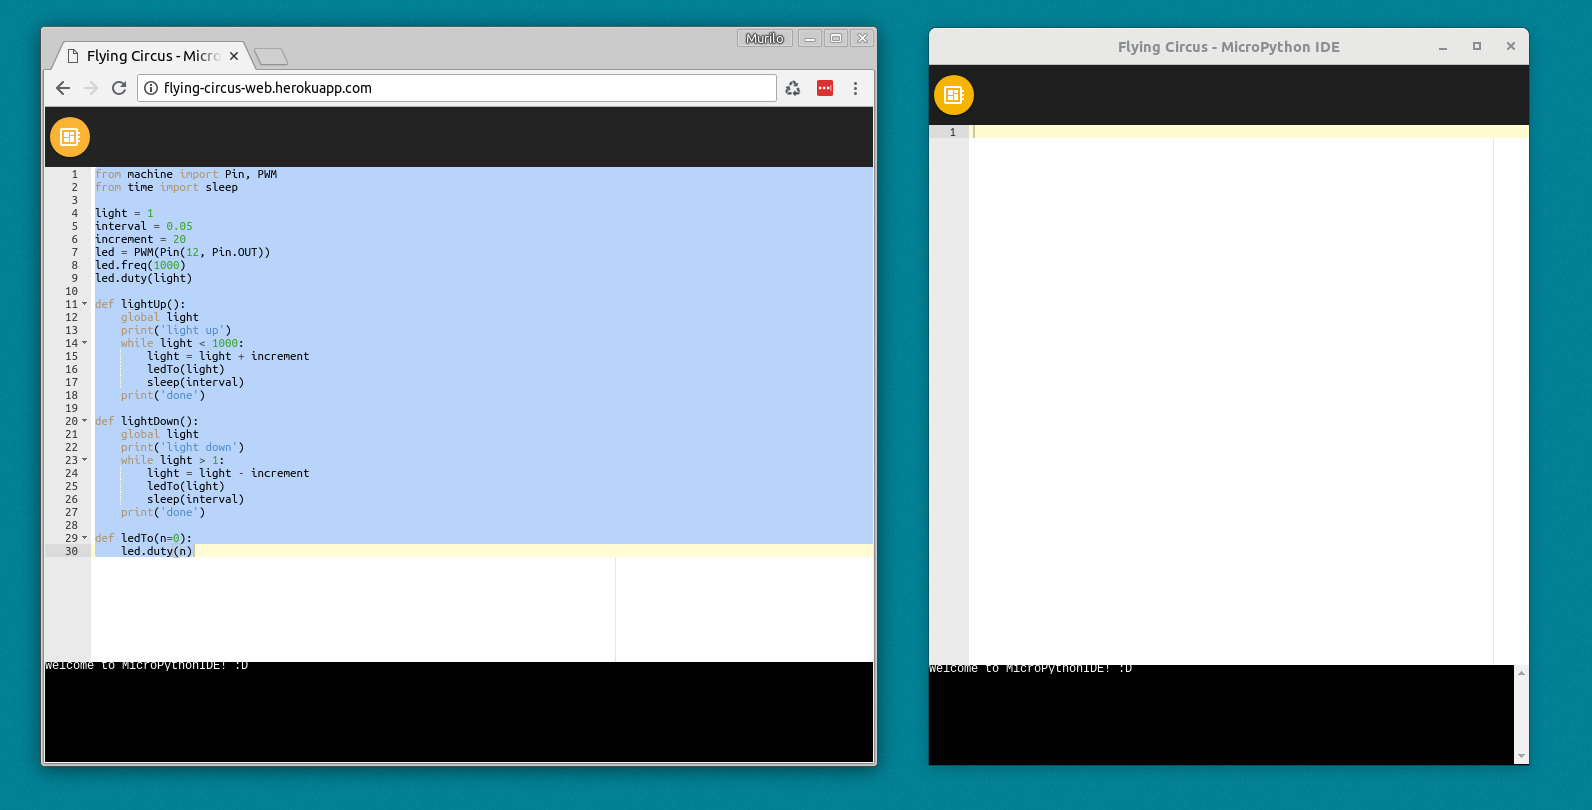 Murilo
Flying Circus - Micro
flying-circus-web.herokuapp.com
1 from machine import Pin, PWM
2 from time import sleep
3
4 light = 1
5 interval = 0.05
6 increment = 20
7 led = PWM(Pin(12, Pin.OUT))
8 led.freq(1000)
9 led.duty(light)
10
11 def lightUp():
12     global light
13     print('light up')
14     while light < 1000:
15         light = light + increment
16         ledTo(light)
17         sleep(interval)
18     print('done')
19
20 def lightDown():
21     global light
22     print('light down')
23     while light > 1:
24         light = light - increment
25         ledTo(light)
26         sleep(interval)
27     print('done')
28
29 def ledTo(n=0):
30     led.duty(n)
Welcome to MicroPythonIDE! :D
Flying Circus - MicroPython IDE
1
Welcome to MicroPythonIDE! :D